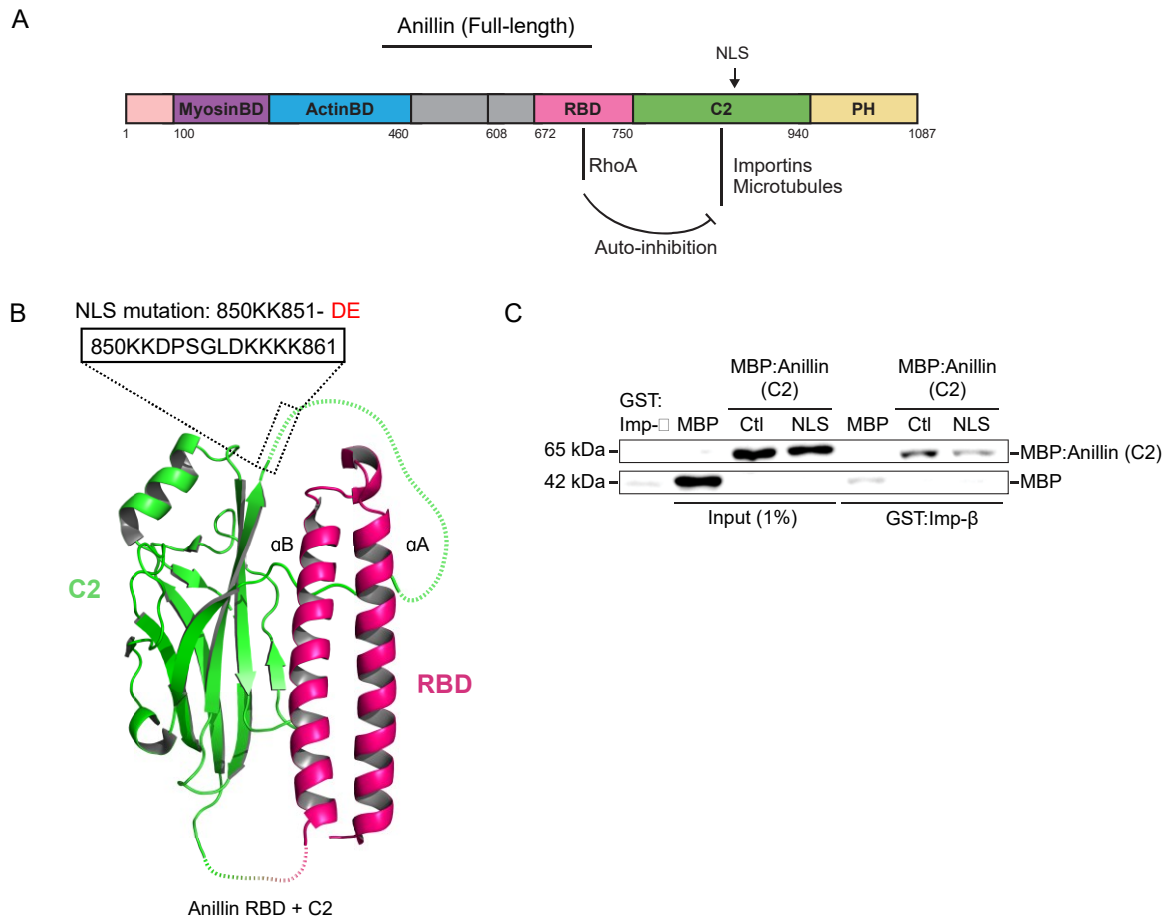 A
Anillin (Full-length)
NLS
MyosinBD ActinBD RBD C2 PH
1 100 460 608 672 750 940 1087
RhoA
Importins
Microtubules
Auto-inhibition
B
NLS mutation: 850KK851- DE
850KKDPSGLDKKKK861
αB
αA
C2
RBD
Anillin RBD + C2
C
MBP:Anillin
(C2)
MBP:Anillin
(C2)
GST:
Imp-□ MBP Ctl NLS MBP Ctl NLS
65 kDa –MBP:Anillin (C2)
42 kDa –MBP
Input (1%) GST:Imp-β